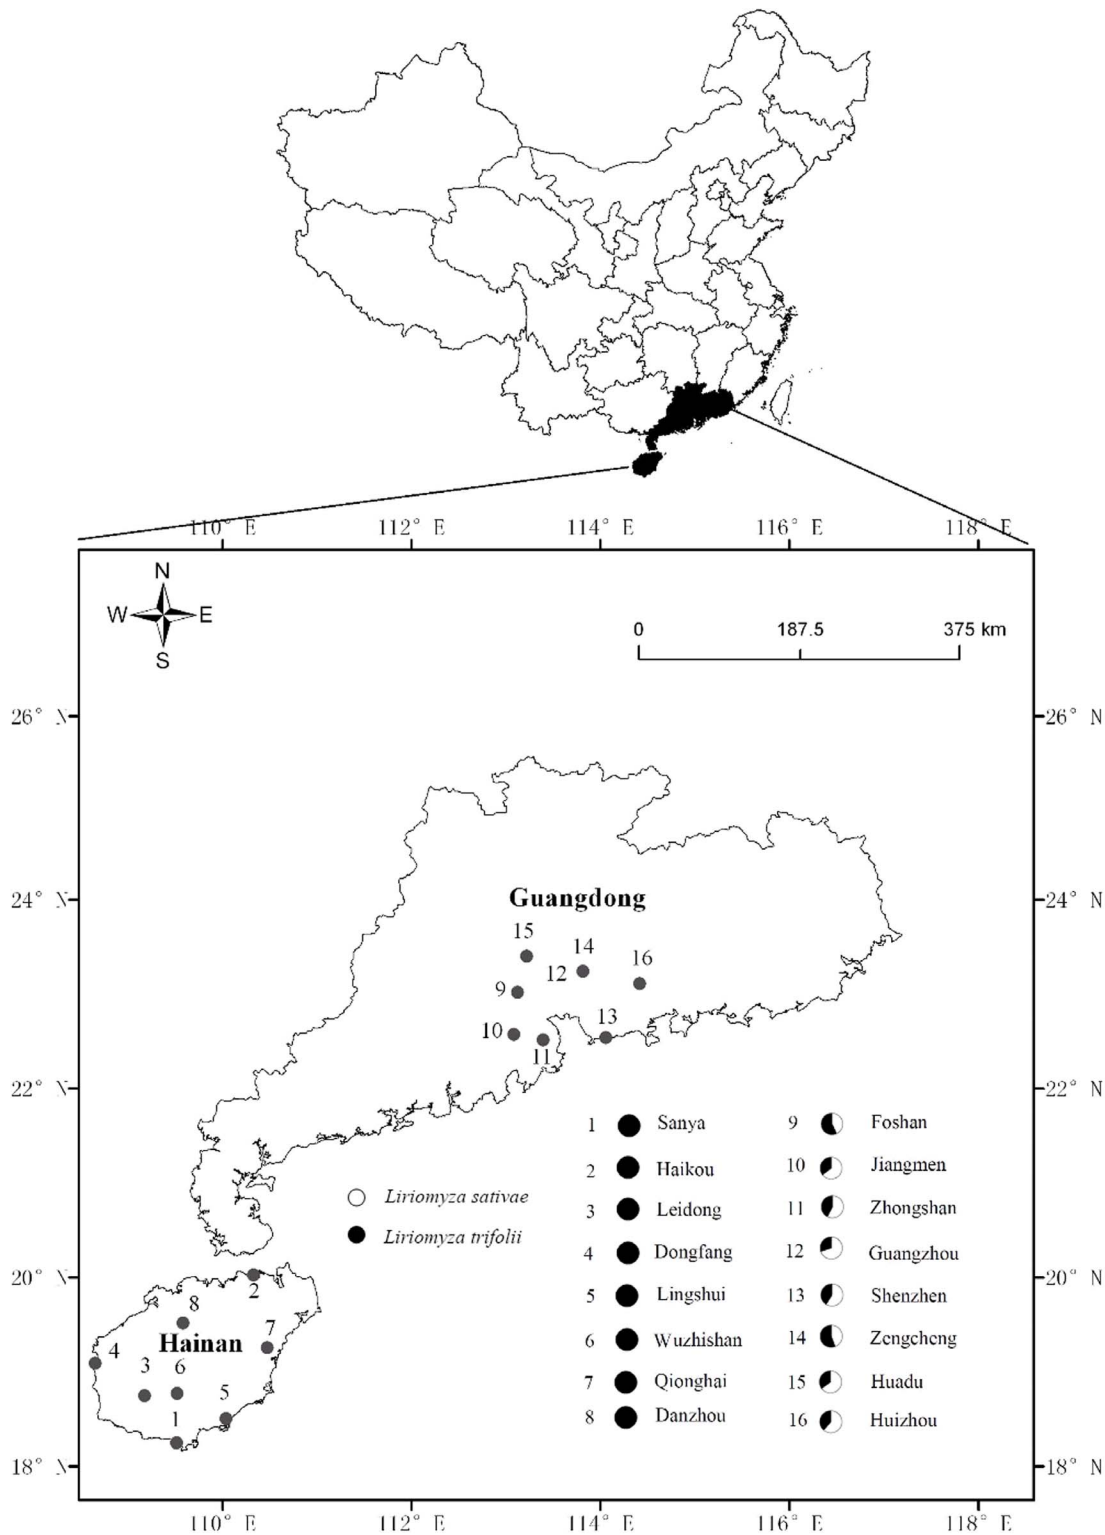 110° E 112° E 114° E 116° E 118° E
N
W E
S
0 187.5 375 km
26° N 26° N
24° N 24° N
Guangdong
15
14
12
16
9
10
13
11
22° N 22° N
1 Sanya 9 Foshan
2 Haikou 10 Jiangmen
3 Leidong 11 Zhongshan
4 Dongfang 12 Guangzhou
5 Lingshui 13 Shenzhen
6 Wuzhishan 14 Zengcheng
7 Qionghai 15 Huadu
8 Danzhou 16 Huizhou
Liriomyza sativae
Liriomyza trifolii
20° N 20° N
2
8
7
Hainan
4
3 6
5
1
18° N 18° N
110° E 112° E 114° E 116° E 118° E